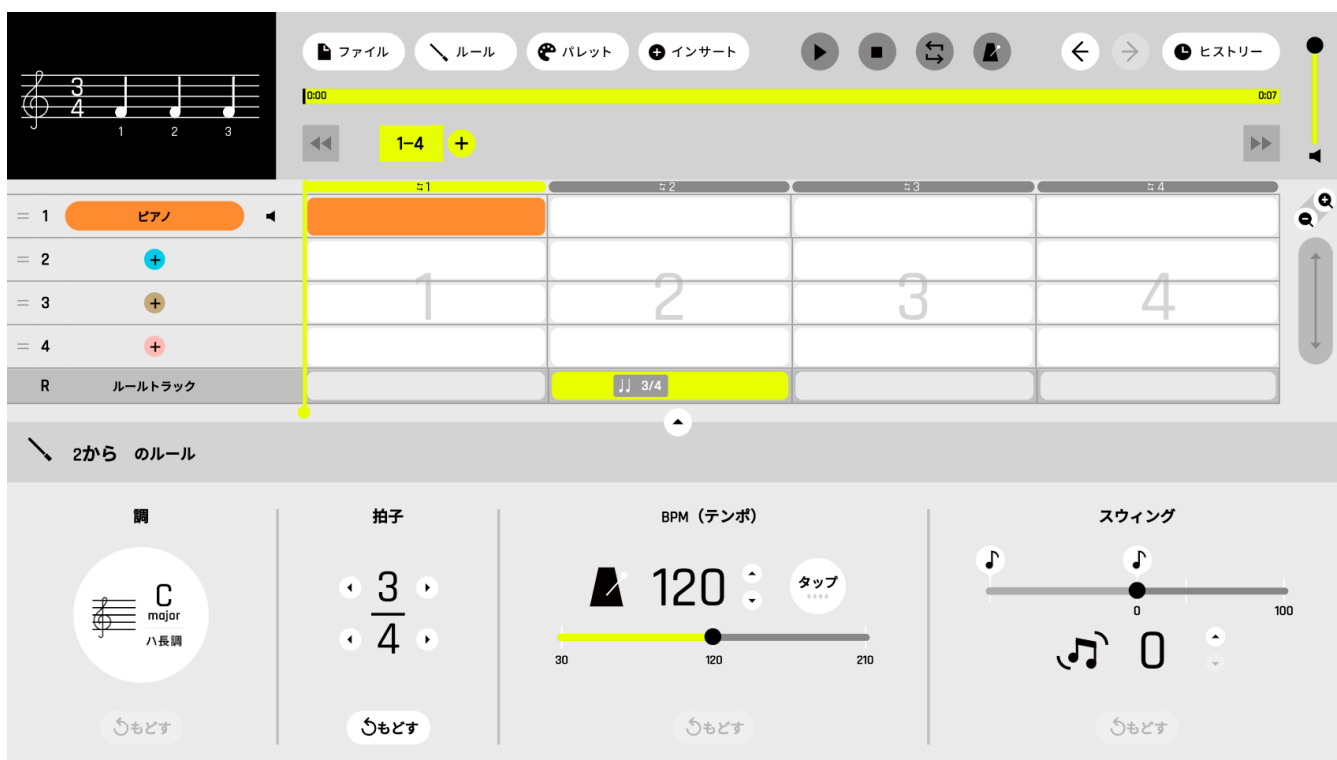 ファイル
ルール
パレット
インサート
ヒストリー
3
4
1 2 3
0:00
0:07
1–4
1
2
3
4
1 ピアノ
2
3
4
1
2
3
4
R ルールトラック
3/4
2から のルール
調
C
major
ハ長調
もどす
拍子
3
4
もどす
BPM（テンポ）
120
タップ
30
120
210
もどす
スウィング
0
100
0
もどす